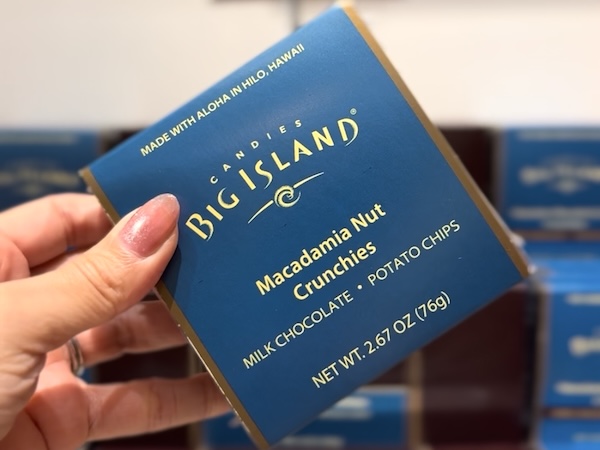 MADE WITH ALOHA IN HILO, HAWAII
CANDIES
BIG ISLAND®
Macadamia Nut
Crunchies
MILK CHOCOLATE • POTATO CHIPS
NET WT. 2.67 OZ (76g)